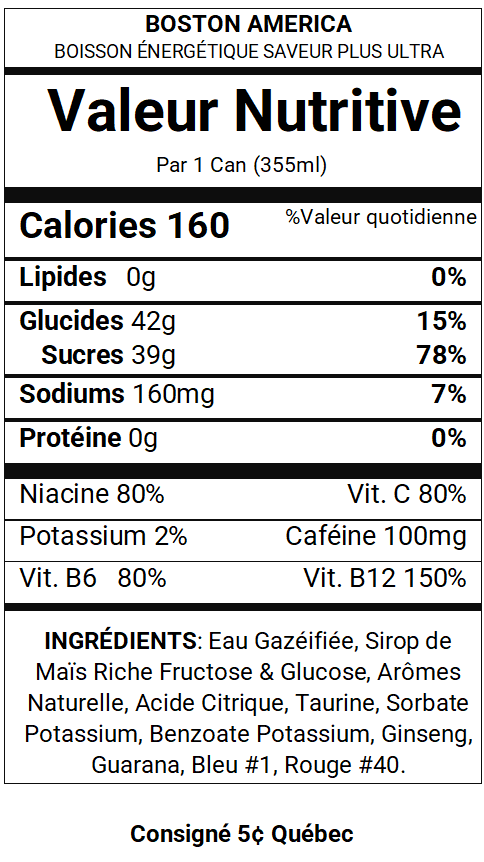 BOSTON AMERICA
BOISSON ÉNERGÉTIQUE SAVEUR PLUS ULTRA
Valeur Nutritive
Par 1 Can (355ml)
Calories 160 %Valeur quotidienne
Lipides 0g 0%
Glucides 42g 15%
Sucres 39g 78%
Sodiums 160mg 7%
Protéine 0g 0%
Niacine 80% Vit. C 80%
Potassium 2% Caféine 100mg
Vit. B6 80% Vit. B12 150%
INGRÉDIENTS: Eau Gazéifiée, Sirop de
Maïs Riche Fructose & Glucose, Arômes
Naturelle, Acide Citrique, Taurine, Sorbate
Potassium, Benzoate Potassium, Ginseng,
Guarana, Bleu #1, Rouge #40.
Consigné 5¢ Québec